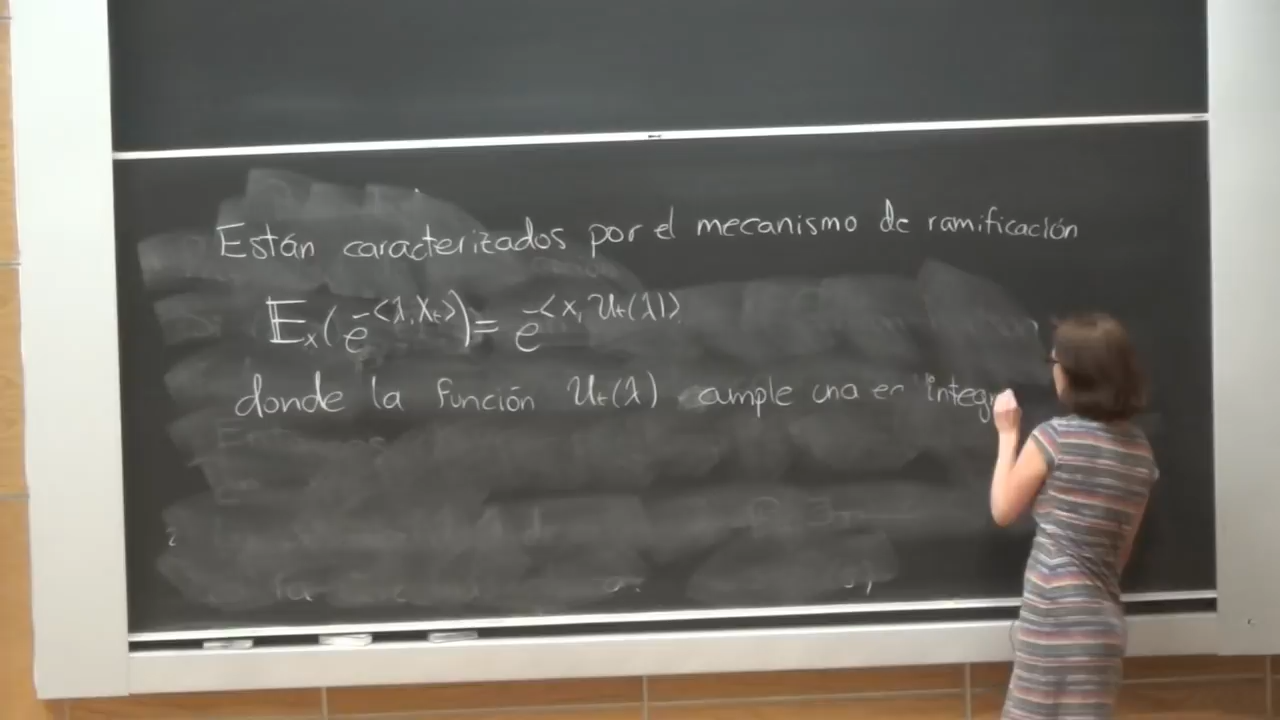 Están caracterizados por el mecanismo de ramificación
𝔼ₓ(e^{-<λ,Xₜ>}) = e^{-<x, Uₜ(λ)>}
donde la función Uₜ(λ) cumple una ec integr